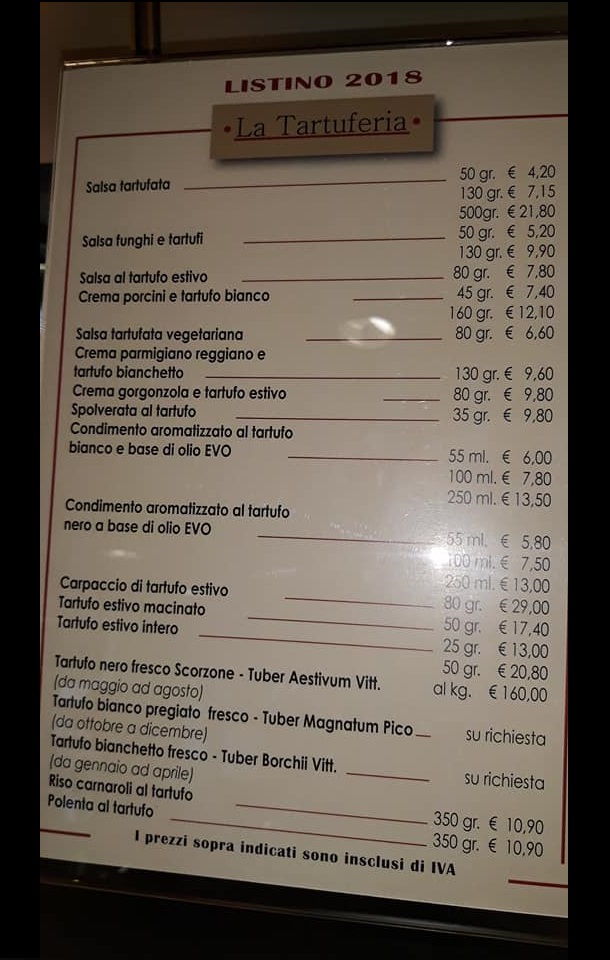 LISTINO 2018
• La Tartuferia •
Salsa tartufata 50 gr. € 4,20
130 gr. € 7,15
500gr. € 21,80
Salsa funghi e tartufi 50 gr. € 5,20
130 gr. € 9,90
Salsa al tartufo estivo 80 gr. € 7,80
Crema porcini e tartufo bianco 45 gr. € 7,40
160 gr. € 12,10
Salsa tartufata vegetariana 80 gr. € 6,60
Crema parmigiano reggiano e
tartufo bianchetto 130 gr. € 9,60
Crema gorgonzola e tartufo estivo 80 gr. € 9,80
Spolverata al tartufo 35 gr. € 9,80
Condimento aromatizzato al tartufo
bianco e base di olio EVO 55 ml. € 6,00
100 ml. € 7,80
250 ml. € 13,50
Condimento aromatizzato al tartufo
nero a base di olio EVO 55 ml. € 5,80
100 ml. € 7,50
250 ml. € 13,00
Carpaccio di tartufo estivo 80 gr. € 29,00
Tartufo estivo macinato 50 gr. € 17,40
Tartufo estivo intero 25 gr. € 13,00
50 gr. € 20,80
Tartufo nero fresco Scorzone - Tuber Aestivum Vitt. al kg. € 160,00
(da maggio ad agosto)
Tartufo bianco pregiato fresco - Tuber Magnatum Pico su richiesta
(da ottobre a dicembre)
Tartufo bianchetto fresco - Tuber Borchii Vitt. su richiesta
(da gennaio ad aprile)
Riso carnaroli al tartufo 350 gr. € 10,90
Polenta al tartufo 350 gr. € 10,90
I prezzi sopra indicati sono insclusi di IVA